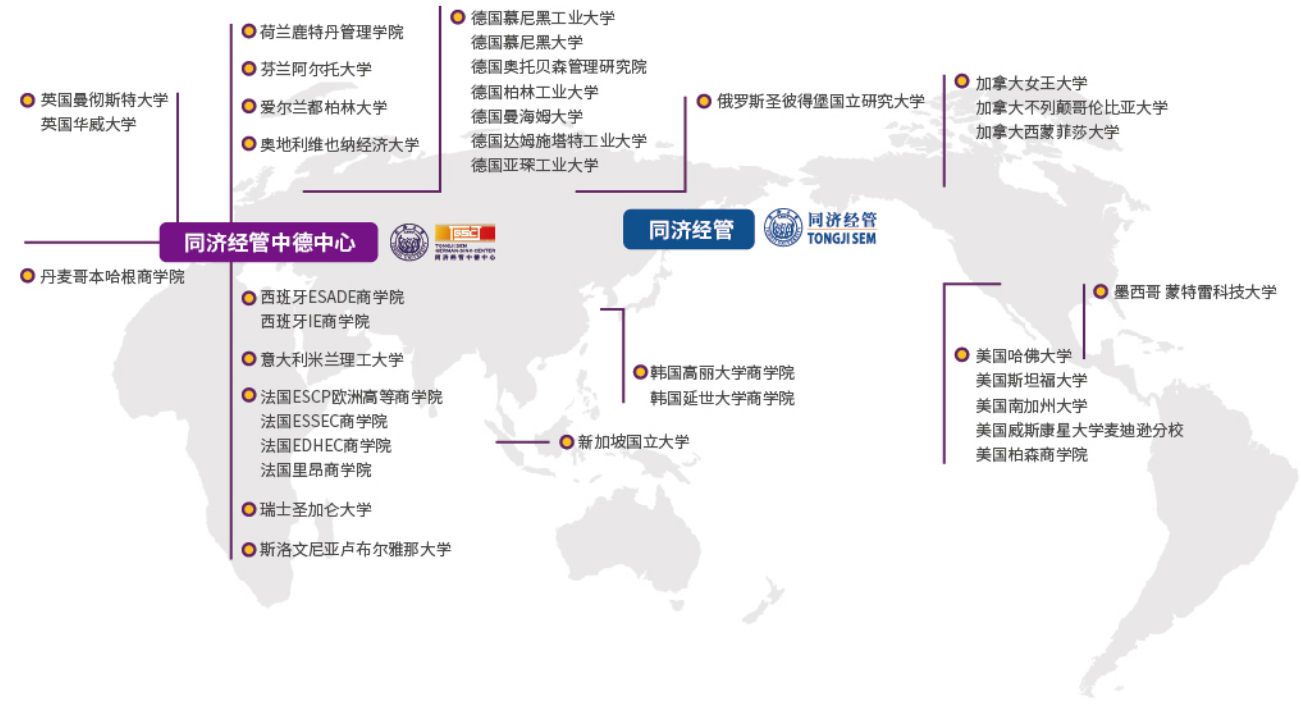 英国曼彻斯特大学
英国华威大学
荷兰鹿特丹管理学院
芬兰阿尔托大学
爱尔兰都柏林大学
奥地利维也纳经济大学
德国慕尼黑工业大学
德国慕尼黑大学
德国奥托贝森管理研究院
德国柏林工业大学
德国曼海姆大学
德国达姆施塔特工业大学
德国亚琛工业大学
俄罗斯圣彼得堡国立研究大学
加拿大女王大学
加拿大不列颠哥伦比亚大学
加拿大西蒙菲莎大学
同济经管中德中心
TONGJI SEM
GERMAN-SINO CENTER
同济经管中德中心
同济经管
同济经管
TONGJI SEM
丹麦哥本哈根商学院
西班牙ESADE商学院
西班牙IE商学院
意大利米兰理工大学
法国ESCP欧洲高等商学院
法国ESSEC商学院
法国EDHEC商学院
法国里昂商学院
瑞士圣加仑大学
斯洛文尼亚卢布尔雅那大学
韩国高丽大学商学院
韩国延世大学商学院
新加坡国立大学
墨西哥 蒙特雷科技大学
美国哈佛大学
美国斯坦福大学
美国南加州大学
美国威斯康星大学麦迪逊分校
美国柏森商学院